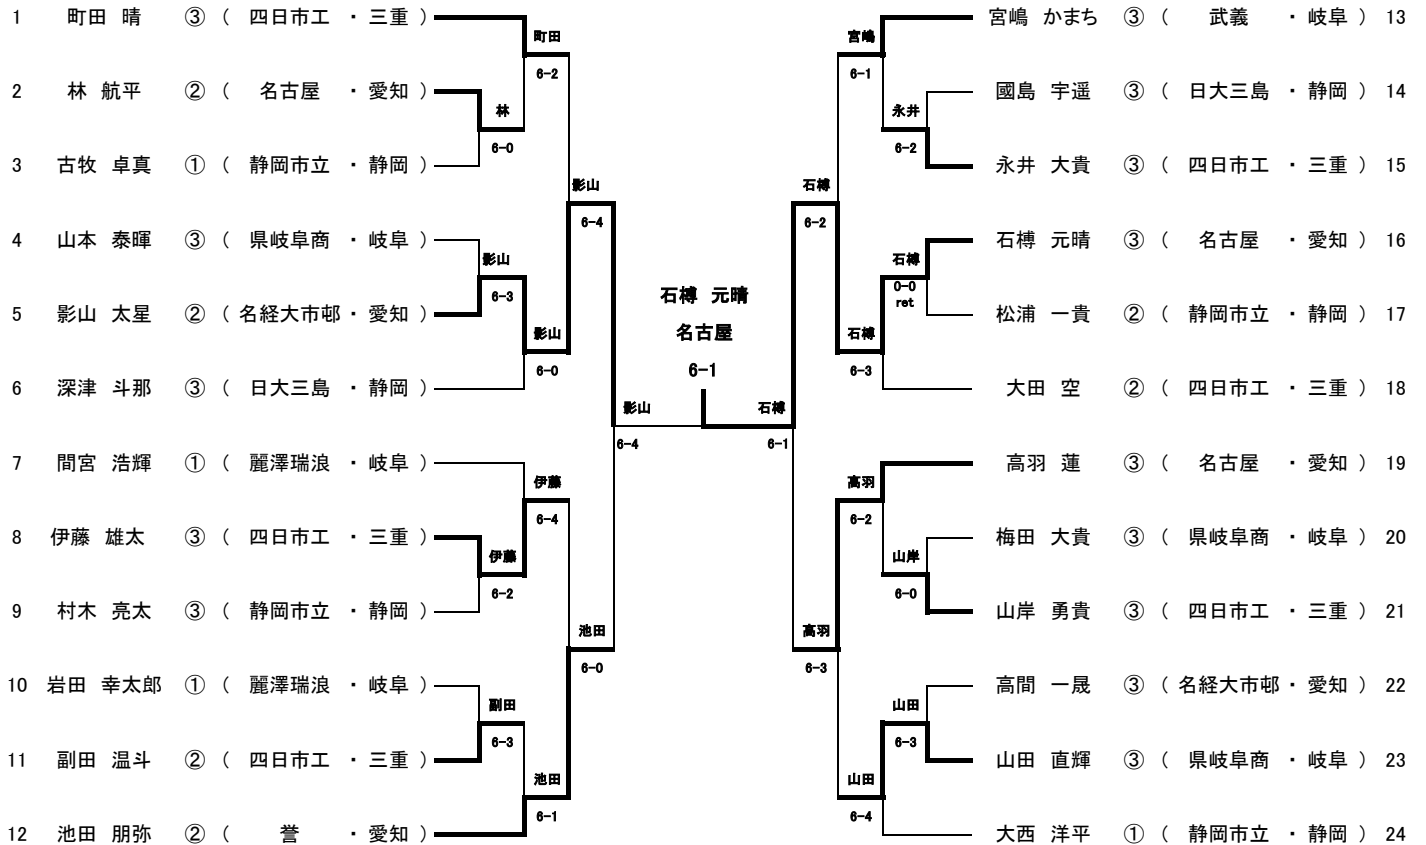 1 町田 晴 ③ ( 四日市工 ・ 三重 )
2 林 航平 ② ( 名古屋 ・ 愛知 )
3 古牧 卓真 ① ( 静岡市立 ・ 静岡 )
4 山本 泰暉 ③ ( 県岐阜商 ・ 岐阜 )
5 影山 太星 ② ( 名経大市邨 ・ 愛知 )
6 深津 斗那 ③ ( 日大三島 ・ 静岡 )
7 間宮 浩輝 ① ( 麗澤瑞浪 ・ 岐阜 )
8 伊藤 雄太 ③ ( 四日市工 ・ 三重 )
9 村木 亮太 ③ ( 静岡市立 ・ 静岡 )
10 岩田 幸太郎 ① ( 麗澤瑞浪 ・ 岐阜 )
11 副田 温斗 ② ( 四日市工 ・ 三重 )
12 池田 朋弥 ② ( 誉 ・ 愛知 )
林
6-0
影山
6-3
伊藤
6-2
副田
6-3
町田
6-2
影山
6-0
伊藤
6-4
池田
6-1
影山
6-4
池田
6-0
影山
6-4
石榑 元晴
名古屋
6-1
石榑
6-1
石榑
6-2
高羽
6-3
宮嶋
6-1
石榑
6-3
高羽
6-2
山田
6-4
永井
6-2
石榑
0-0
ret
山岸
6-0
山田
6-3
宮嶋 かまち ③ ( 武義 ・ 岐阜 ) 13
國島 宇遥 ③ ( 日大三島 ・ 静岡 ) 14
永井 大貴 ③ ( 四日市工 ・ 三重 ) 15
石榑 元晴 ③ ( 名古屋 ・ 愛知 ) 16
松浦 一貴 ② ( 静岡市立 ・ 静岡 ) 17
大田 空 ② ( 四日市工 ・ 三重 ) 18
高羽 蓮 ③ ( 名古屋 ・ 愛知 ) 19
梅田 大貴 ③ ( 県岐阜商 ・ 岐阜 ) 20
山岸 勇貴 ③ ( 四日市工 ・ 三重 ) 21
高間 一晟 ③ ( 名経大市邨 ・ 愛知 ) 22
山田 直輝 ③ ( 県岐阜商 ・ 岐阜 ) 23
大西 洋平 ① ( 静岡市立 ・ 静岡 ) 24